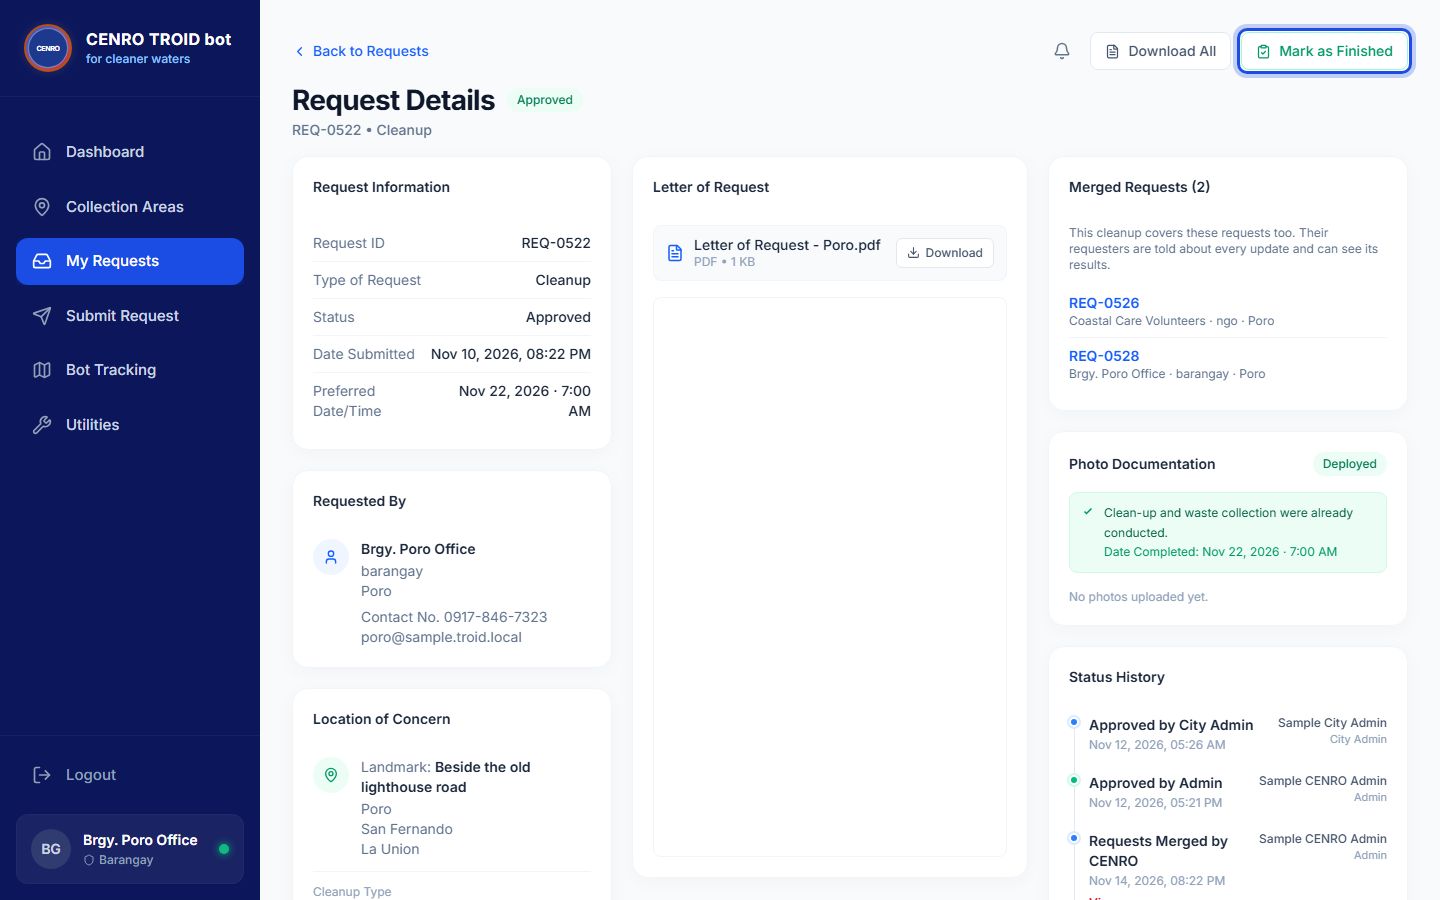 CENRO
CENRO TROID bot
for cleaner waters
Dashboard
Collection Areas
My Requests
Submit Request
Bot Tracking
Utilities
Logout
BG
Brgy. Poro Office
Barangay
Back to Requests
Download All
Mark as Finished
Request Details
Approved
REQ-0522 • Cleanup
Request Information
Request ID REQ-0522
Type of Request Cleanup
Status Approved
Date Submitted Nov 10, 2026, 08:22 PM
Preferred Nov 22, 2026 · 7:00
Date/Time AM
Requested By
Brgy. Poro Office
barangay
Poro
Contact No. 0917-846-7323
poro@sample.troid.local
Location of Concern
Landmark: Beside the old
lighthouse road
Poro
San Fernando
La Union
Cleanup Type
Letter of Request
Letter of Request - Poro.pdf
PDF • 1 KB
Download
Merged Requests (2)
This cleanup covers these requests too. Their
requesters are told about every update and can see its
results.
REQ-0526
Coastal Care Volunteers · ngo · Poro
REQ-0528
Brgy. Poro Office · barangay · Poro
Photo Documentation
Deployed
Clean-up and waste collection were already
conducted.
Date Completed: Nov 22, 2026 · 7:00 AM
No photos uploaded yet.
Status History
Approved by City Admin Sample City Admin
Nov 12, 2026, 05:26 AM City Admin
Approved by Admin Sample CENRO Admin
Nov 12, 2026, 05:21 PM Admin
Requests Merged by Sample CENRO Admin
CENRO Admin
Nov 14, 2026, 08:22 PM